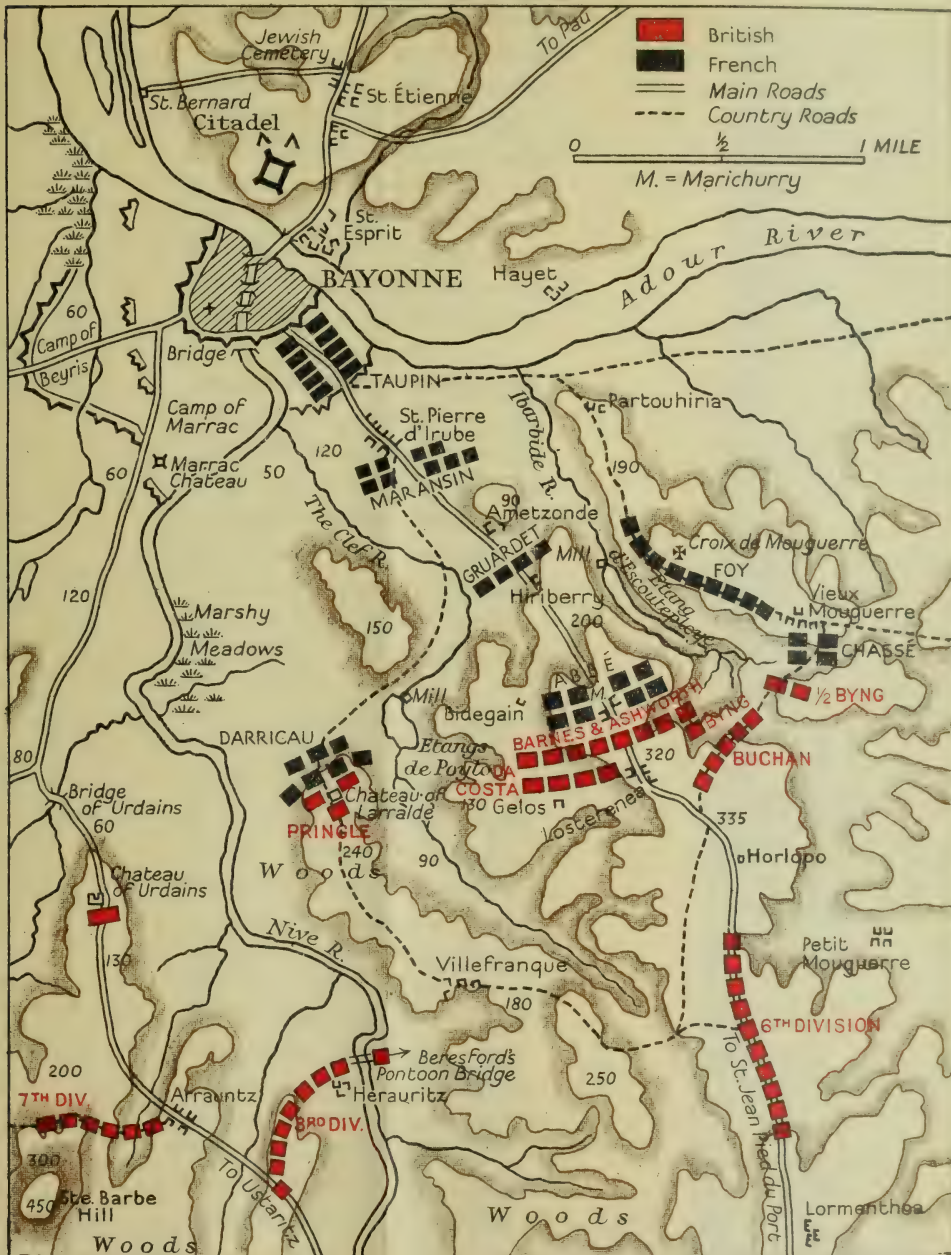 British
French
Main Roads
Country Roads
0 ½ 1 MILE
M. = Marichurry
Jewish
Cemetery
To Pau
St. Étienne
St. Bernard
Citadel
St.
Esprit
BAYONNE
Hayet
Adour River
60
Camp of
Beyris
Bridge
TAUPIN
Partouhiria
Camp of
Marrac
St. Pierre
d'Irube
Ibarbide R.
120
60
50
190
Marrac
Chateau
MARANSIN
The Clef R.
90
Ametzonde
Croix de Mouguerre
GRUARDET
Mill
FOY
Hiriberry
Etang
Vieux
Mouguerre
120
200
CHASSÉ
Marshy
Meadows
150
ABBÉ
M.
½ BYNG
Mill
Bidegain
BARNES & ASHWORTH
BYNG
DARRICAU
Etangs
de
DA
COSTA
320
BUCHAN
80
Chateau of
Larralde
130
Gelos
Losterenea
335
Bridge
of Urdains
60
PRINGLE
240
Woods
90
Horlopo
Chateau
of Urdains
Nive R.
130
Petit
Mouguerre
Villefranque
180
6TH DIVISION
200
Beresford's
Pontoon Bridge
250
Arrauntz
Herauritz
7TH DIV.
3RD DIV.
300
To Ustaritz
To St. Jean Pied du Port
450
Ste. Barbe
Hill
Woods
Woods
Lormenthoa